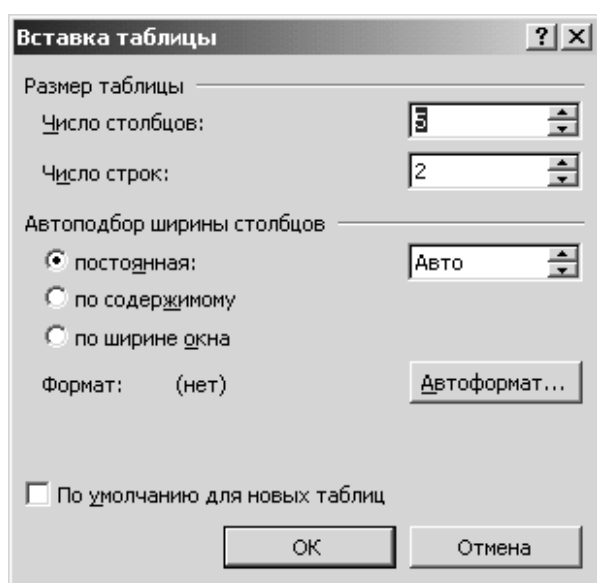 Вставка таблицы ? ×
Размер таблицы
Число столбцов: 5
Число строк: 2
Автоподбор ширины столбцов
постоянная: Авто
по содержимому
по ширине окна
Формат: (нет) Автоформат...
По умолчанию для новых таблиц
ОК Отмена